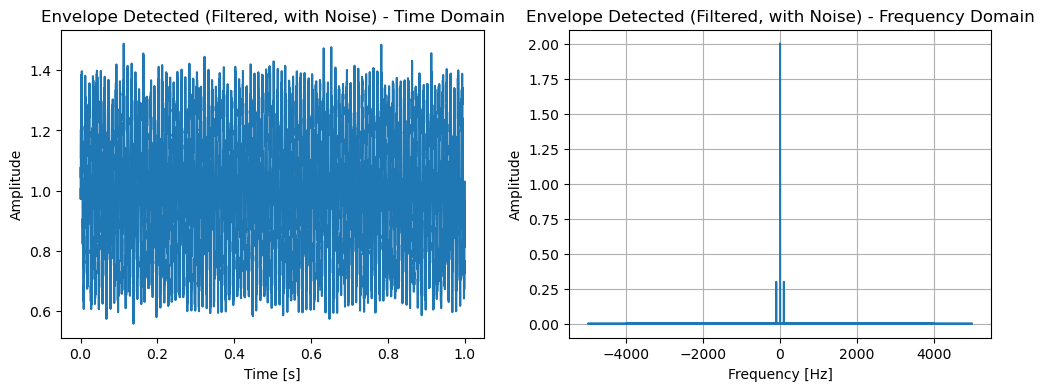 Envelope Detected (Filtered, with Noise) - Time Domain
Amplitude
1.4
1.2
1.0
0.8
0.6
0.0 0.2 0.4 0.6 0.8 1.0
Time [s]
Envelope Detected (Filtered, with Noise) - Frequency Domain
Amplitude
2.00
1.75
1.50
1.25
1.00
0.75
0.50
0.25
0.00
−4000 −2000 0 2000 4000
Frequency [Hz]